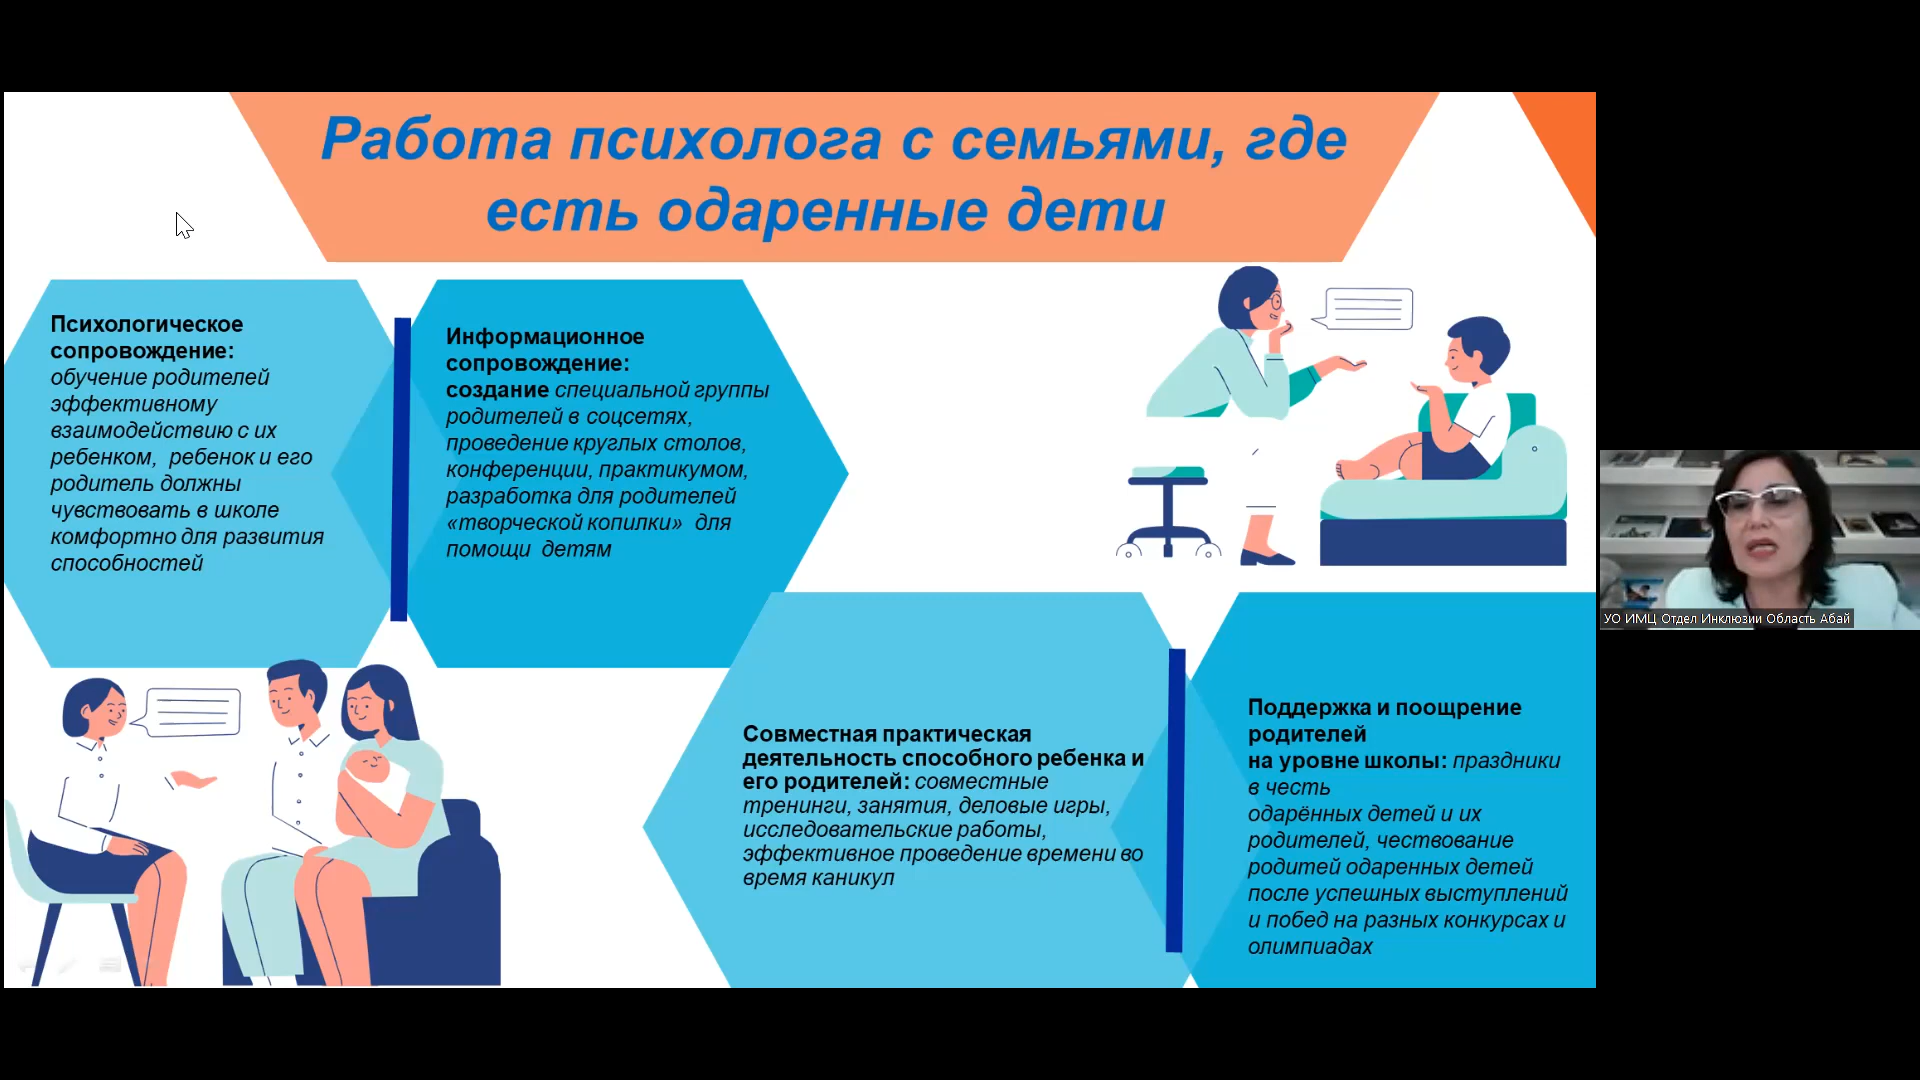 Работа психолога с семьями, где
есть одаренные дети
Психологическое
сопровождение:
обучение родителей
эффективному
взаимодействию с их
ребенком, ребенок и его
родитель должны
чувствовать в школе
комфортно для развития
способностей
Информационное
сопровождение:
создание специальной группы
родителей в соцсетях,
проведение круглых столов,
конференции, практикумом,
разработка для родителей
«творческой копилки» для
помощи детям
Совместная практическая
деятельность способного ребенка и
его родителей: совместные
тренинги, занятия, деловые игры,
исследовательские работы,
эффективное проведение времени во
время каникул
Поддержка и поощрение
родителей
на уровне школы: праздники
в честь
одарённых детей и их
родителей, чествование
родитей одаренных детей
после успешных выступлений
и побед на разных конкурсах и
олимпиадах
УО ИМЦ Отдел Инклюзии Область Абай